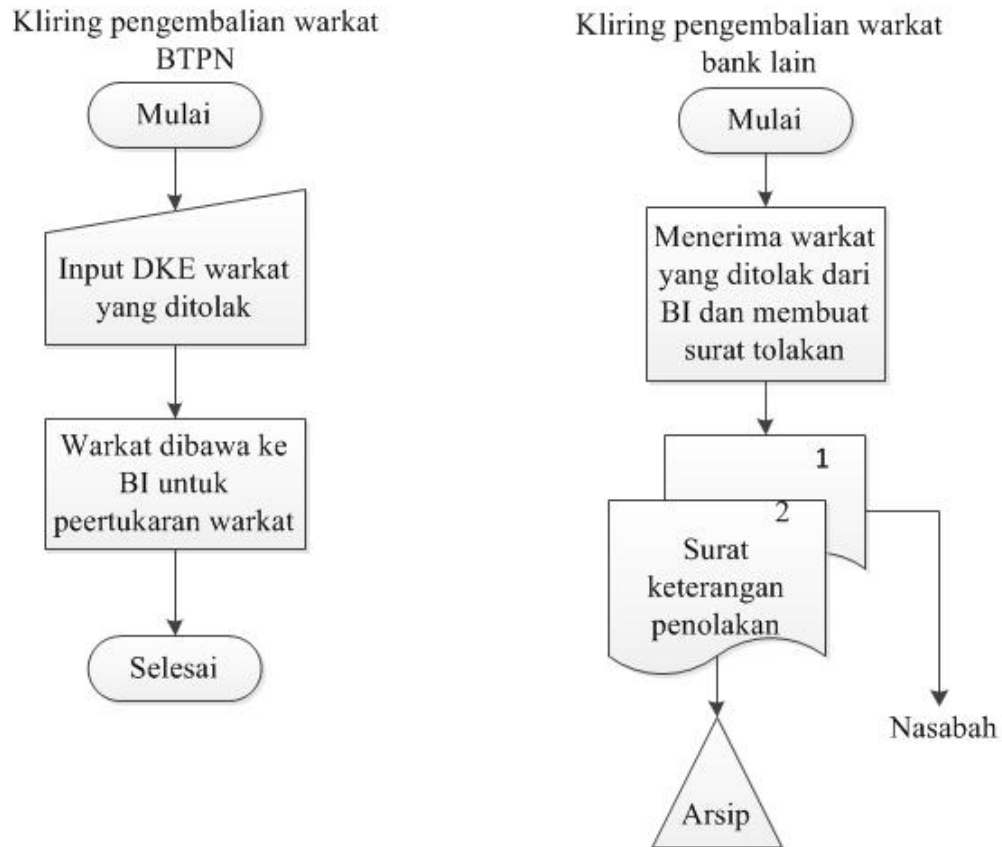 Kliring pengembalian warkat
BTPN
Mulai
Input DKE warkat
yang ditolak
Warkat dibawa ke
BI untuk
peertukaran warkat
Selesai
Kliring pengembalian warkat
bank lain
Mulai
Menerima warkat
yang ditolak dari
BI dan membuat
surat tolakan
1
2
Surat
keterangan
penolakan
Nasabah
Arsip